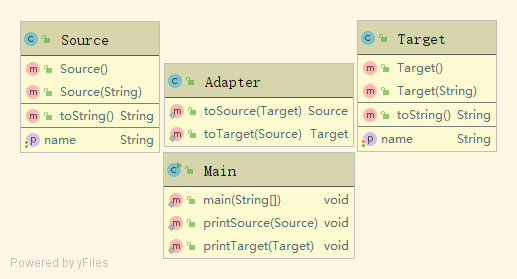 Source
Source()
Source(String)
toString() String
name String
Adapter
toSource(Target) Source
toTarget(Source) Target
Target
Target()
Target(String)
toString() String
name String
Main
main(String[]) void
printSource(Source) void
printTarget(Target) void
Powered by yFiles